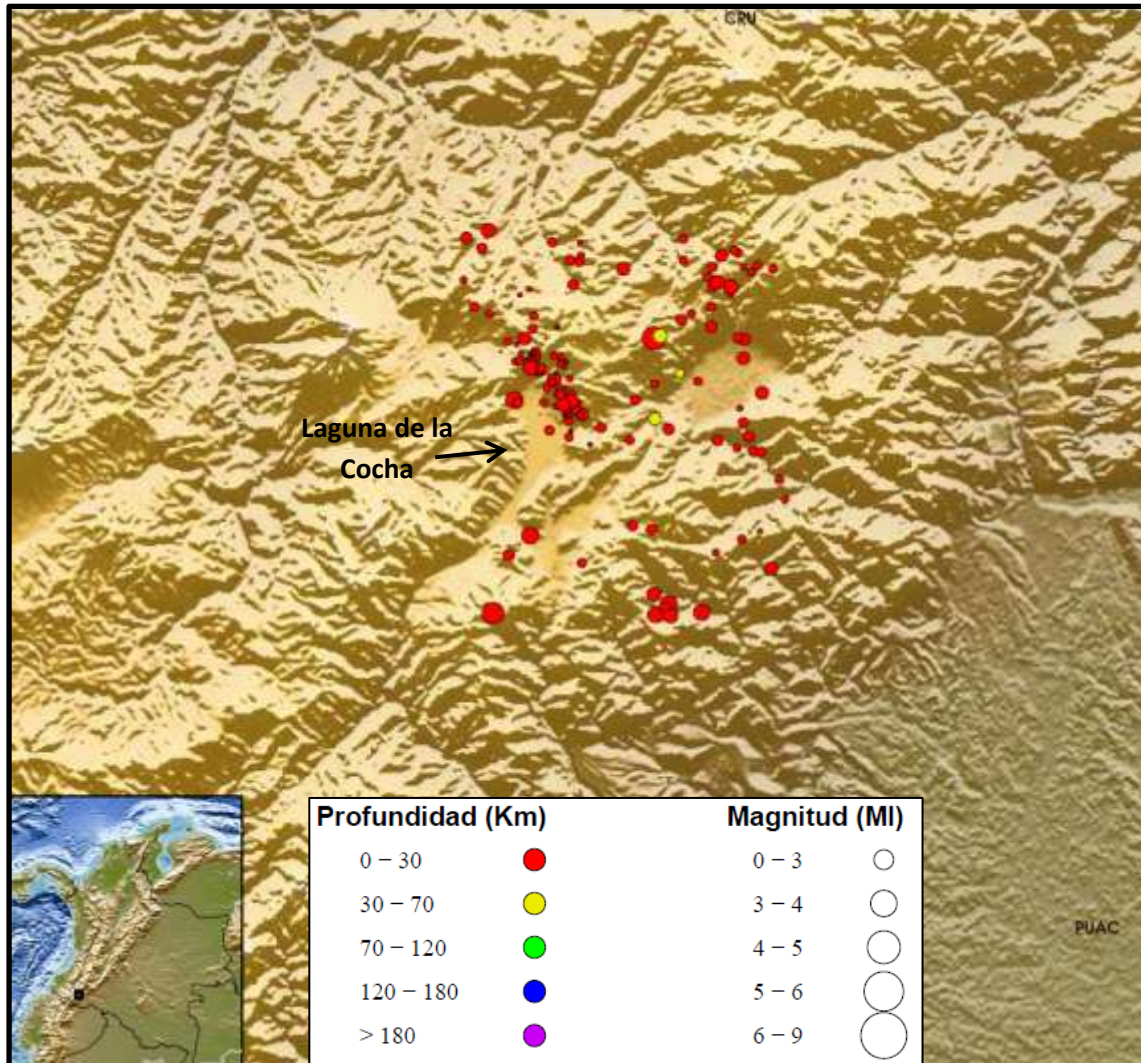 CRU
Laguna de la
Cocha
Profundidad (Km)
Magnitud (Ml)
0 – 30
0 – 3
30 – 70
3 – 4
70 – 120
4 – 5
120 – 180
5 – 6
> 180
6 – 9
PUAC